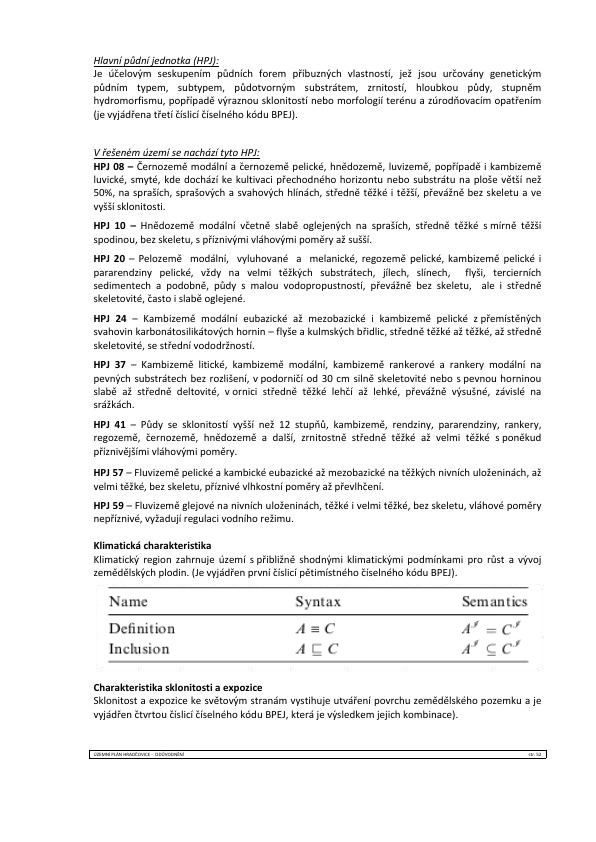 Hlavní půdní jednotka (HPJ):
Je účelovým seskupením půdních forem příbuzných vlastností, jež jsou určovány genetickým
půdním typem, subtypem, půdotvorným substrátem, zrnitostí, hloubkou půdy, stupněm
hydromorfismu, popřípadě výraznou sklonitostí nebo morfologií terénu a zúrodňovacím opatřením
(je vyjádřena třetí číslicí číselného kódu BPEJ).
V řešeném území se nachází tyto HPJ:
HPJ 08 – Černozemě modální a černozemě pelické, hnědozemě, luvizemě, popřípadě i kambizemě
luvické, smyté, kde dochází ke kultivaci přechodného horizontu nebo substrátu na ploše větší než
50%, na spraších, sprašových a svahových hlínách, středně těžké i těžší, převážně bez skeletu a ve
vyšší sklonitosti.
HPJ 10 – Hnědozemě modální včetně slabě oglejených na spraších, středně těžké s mírně těžší
spodinou, bez skeletu, s příznivými vláhovými poměry až sušší.
HPJ 20 – Pelozemě modální, vyluhované a melanické, regozemě pelické, kambizemě pelické i
pararendziny pelické, vždy na velmi těžkých substrátech, jílech, slínech, flyši, tercierních
sedimentech a podobně, půdy s malou vodopropustností, převážně bez skeletu, ale i středně
skeletovité, často i slabě oglejené.
HPJ 24 – Kambizemě modální eubazické až mezobazické i kambizemě pelické z přemístěných
svahovin karbonátosilikátových hornin – flyše a kulmských břidlic, středně těžké až těžké, až středně
skeletovité, se střední vododržností.
HPJ 37 – Kambizemě litické, kambizemě modální, kambizemě rankerové a rankery modální na
pevných substrátech bez rozlišení, v podorničí od 30 cm silně skeletovité nebo s pevnou horninou
slabě až středně deltovité, v ornici středně těžké lehčí až lehké, převážně výsušné, závislé na
srážkách.
HPJ 41 – Půdy se sklonitostí vyšší než 12 stupňů, kambizemě, rendziny, pararendziny, rankery,
regozemě, černozemě, hnědozemě a další, zrnitostně středně těžké až velmi těžké s poněkud
příznivějšími vláhovými poměry.
HPJ 57 – Fluvizemě pelické a kambické eubazické až mezobazické na těžkých nivních uloženinách, až
velmi těžké, bez skeletu, příznivé vlhkostní poměry až převlhčení.
HPJ 59 – Fluvizemě glejové na nivních uloženinách, těžké i velmi těžké, bez skeletu, vláhové poměry
nepříznivé, vyžadují regulaci vodního režimu.
Klimatická charakteristika
Klimatický region zahrnuje území s přibližně shodnými klimatickými podmínkami pro růst a vývoj
zemědělských plodin. (Je vyjádřen první číslicí pětimístného číselného kódu BPEJ).
Name Syntax Semantics
Definition A ≡ C A^ℐ = C^ℐ
Inclusion A ⊑ C A^ℐ ⊆ C^ℐ
Charakteristika sklonitosti a expozice
Sklonitost a expozice ke světovým stranám vystihuje utváření povrchu zemědělského pozemku a je
vyjádřen čtvrtou číslicí číselného kódu BPEJ, která je výsledkem jejich kombinace).
ÚZEMNÍ PLÁN HRADČOVICE - ODŮVODNĚNÍ str. 52